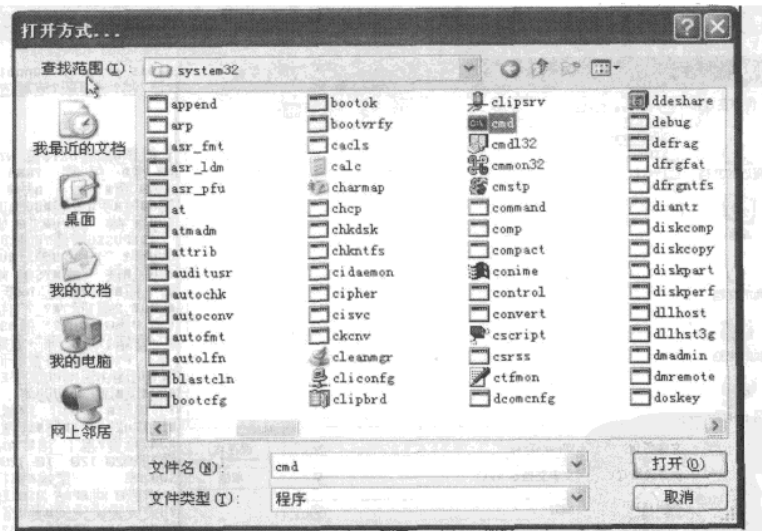 打开方式...
查找范围(I):
system32
我最近的文档
桌面
我的文档
我的电脑
网上邻居
append
arp
asr_fmt
asr_ldm
asr_pfu
at
atmadm
attrib
auditusr
autochk
autoconv
autofmt
autolfn
blastcln
bootcfg
bootok
bootvrfy
cacls
calc
charmap
chcp
chkdsk
chkntfs
cidaemon
cipher
cisvc
ckcnv
cleanmgr
cliconfg
clipbrd
clipsrv
cmd
cmdl32
cmmon32
cmstp
command
comp
compact
conime
control
convert
cscript
csrss
ctfmon
dcomcnfg
ddeshare
debug
defrag
dfrgfat
dfrgntfs
diantz
diskcomp
diskcopy
diskpart
diskperf
dllhost
dllhst3g
dmadmin
dmremote
doskey
文件名(N):
cmd
打开(O)
文件类型(T):
程序
取消